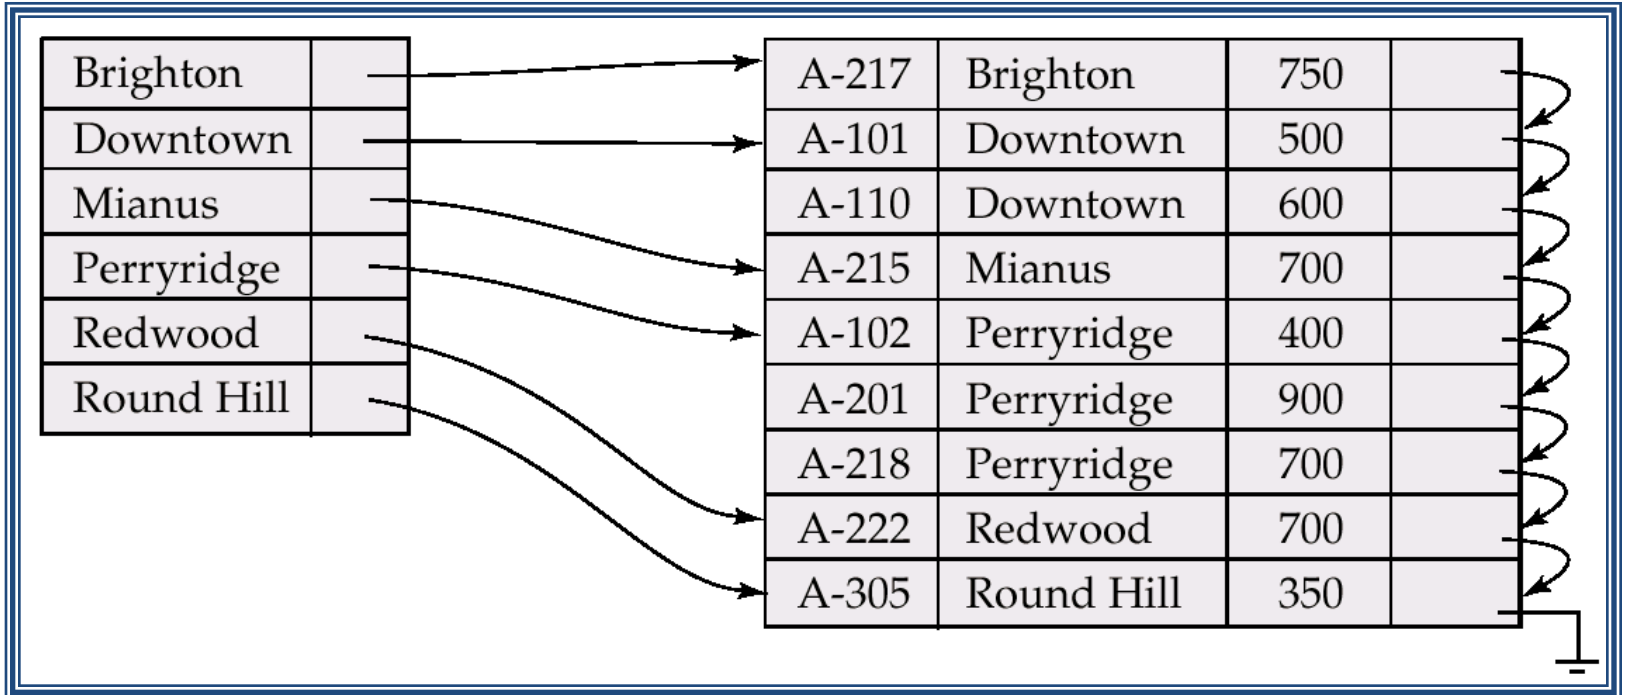 Brighton
Downtown
Mianus
Perryridge
Redwood
Round Hill
A-217 Brighton 750
A-101 Downtown 500
A-110 Downtown 600
A-215 Mianus 700
A-102 Perryridge 400
A-201 Perryridge 900
A-218 Perryridge 700
A-222 Redwood 700
A-305 Round Hill 350